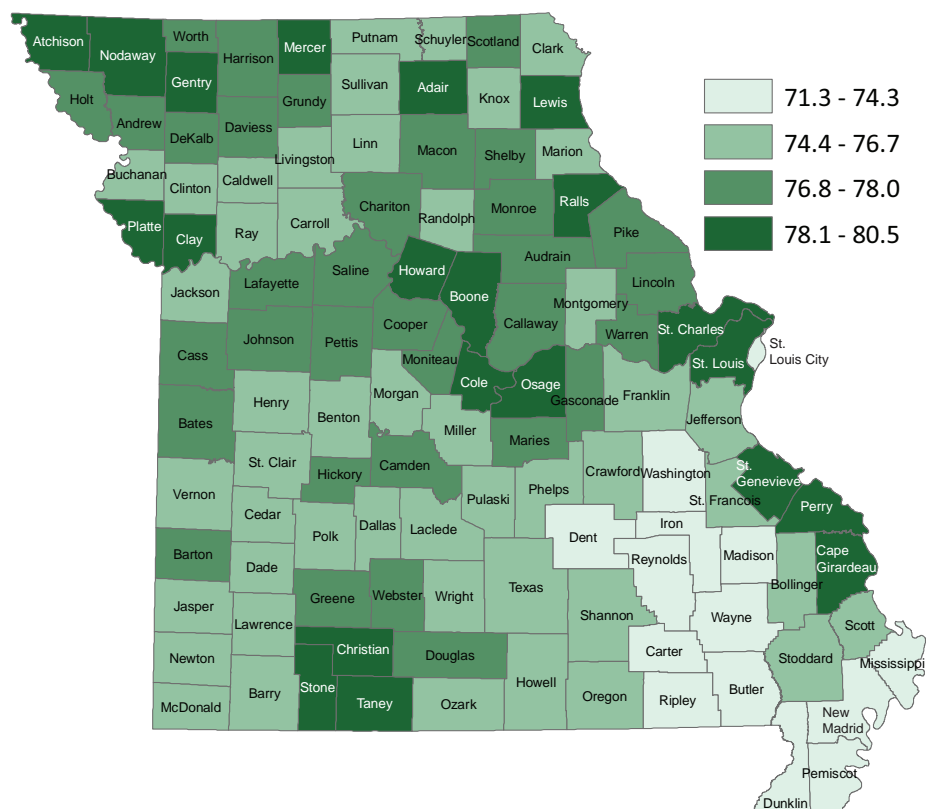 Atchison
Nodaway
Worth
Harrison
Mercer
Putnam
Schuyler
Scotland
Clark
Gentry
Sullivan
Adair
Knox
Lewis
Holt
Andrew
DeKalb
Daviess
Grundy
Linn
Macon
Shelby
Marion
Buchanan
Clinton
Caldwell
Livingston
Platte
Clay
Ray
Carroll
Chariton
Randolph
Monroe
Ralls
Pike
Audrain
Jackson
Lafayette
Saline
Howard
Boone
Callaway
Montgomery
Lincoln
Warren
St. Charles
St. Louis
St.
Louis City
Cass
Johnson
Pettis
Cooper
Moniteau
Cole
Osage
Gasconade
Franklin
Jefferson
Bates
Henry
Benton
Morgan
Miller
Maries
St. Clair
Hickory
Camden
Crawford
Washington
St. Francois
St.
Genevieve
Perry
Vernon
Cedar
Polk
Dallas
Laclede
Pulaski
Phelps
Dent
Iron
Reynolds
Madison
Bollinger
Cape
Girardeau
Barton
Dade
Greene
Webster
Wright
Texas
Shannon
Wayne
Scott
Mississippi
Jasper
Lawrence
Christian
Douglas
Carter
Stoddard
Newton
Stone
Taney
Ozark
Howell
Oregon
Ripley
Butler
New
Madrid
McDonald
Barry
Dunklin
Pemiscot
71.3 - 74.3
74.4 - 76.7
76.8 - 78.0
78.1 - 80.5